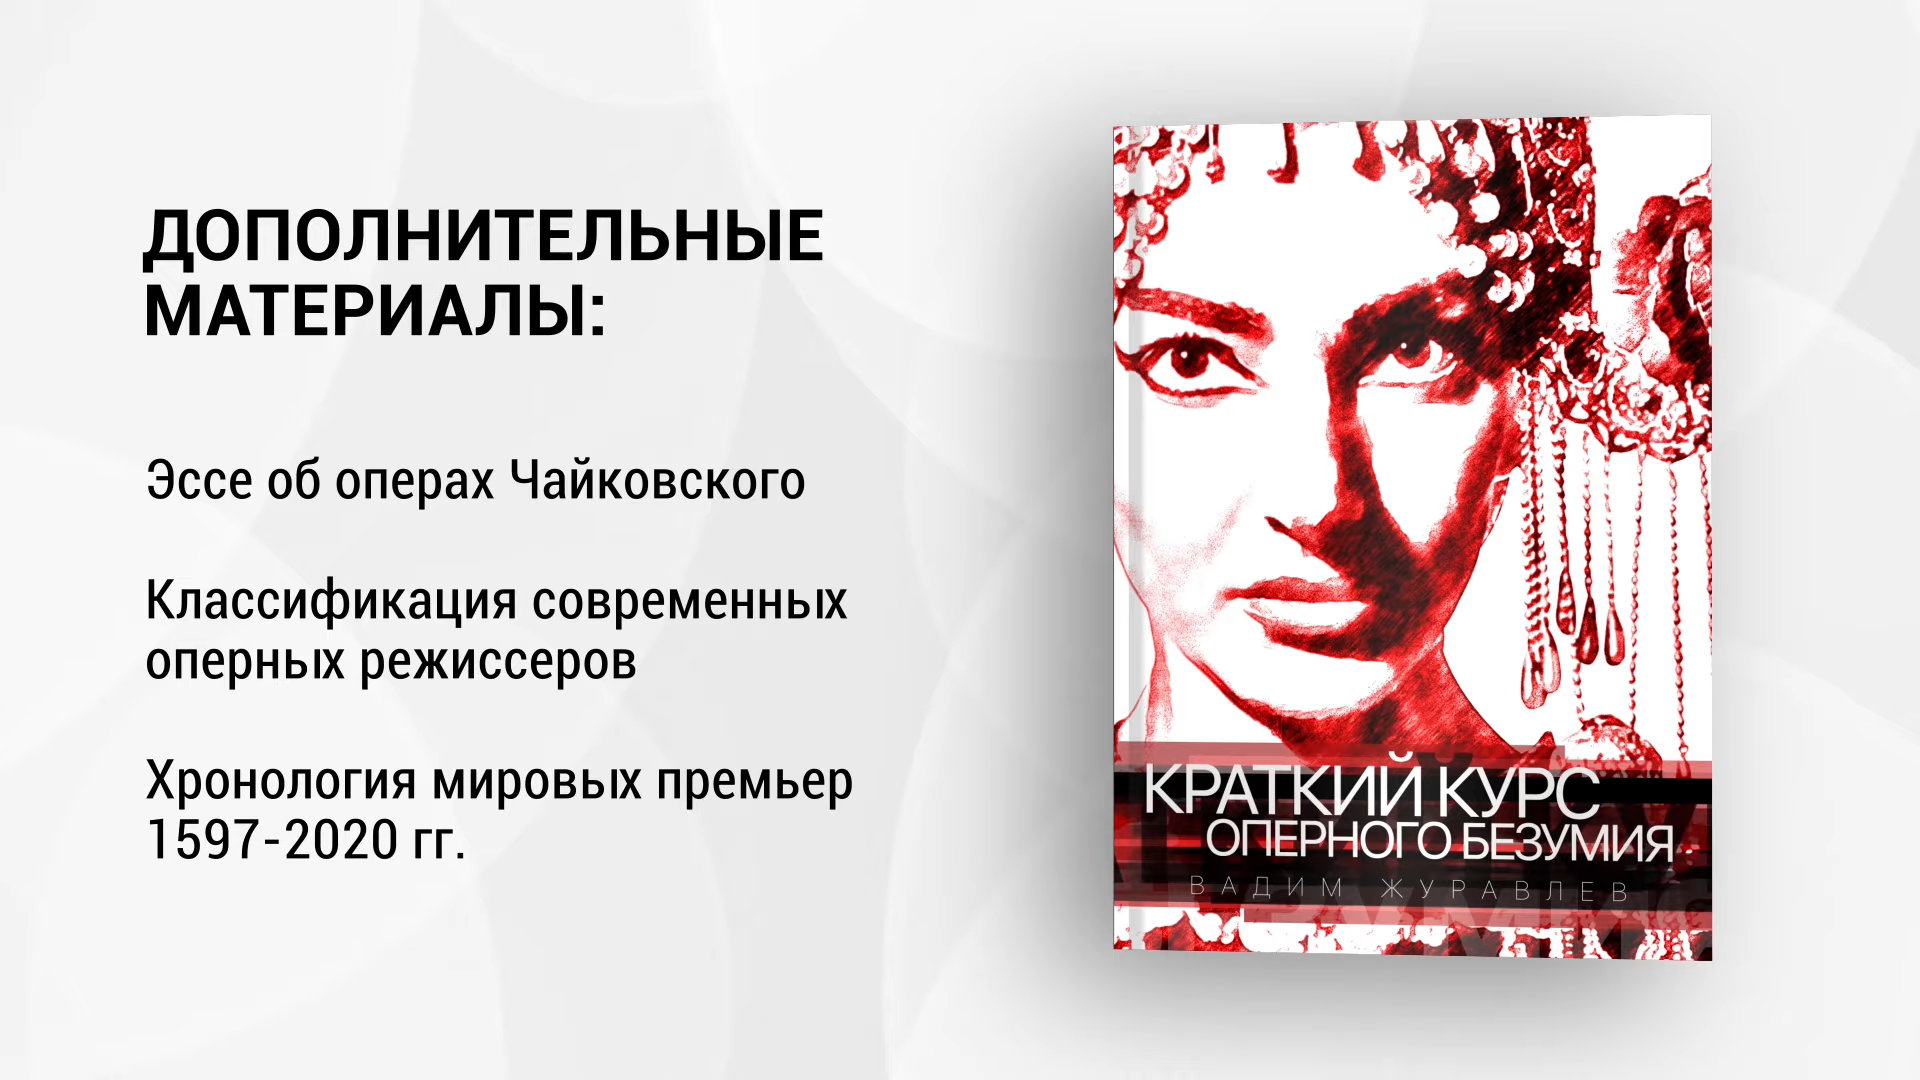 ДОПОЛНИТЕЛЬНЫЕ
МАТЕРИАЛЫ:
Эссе об операх Чайковского
Классификация современных
оперных режиссеров
Хронология мировых премьер
1597-2020 гг.
КРАТКИЙ КУРС
ОПЕРНОГО БЕЗУМИЯ
ВАДИМ ЖУРАВЛЕВ